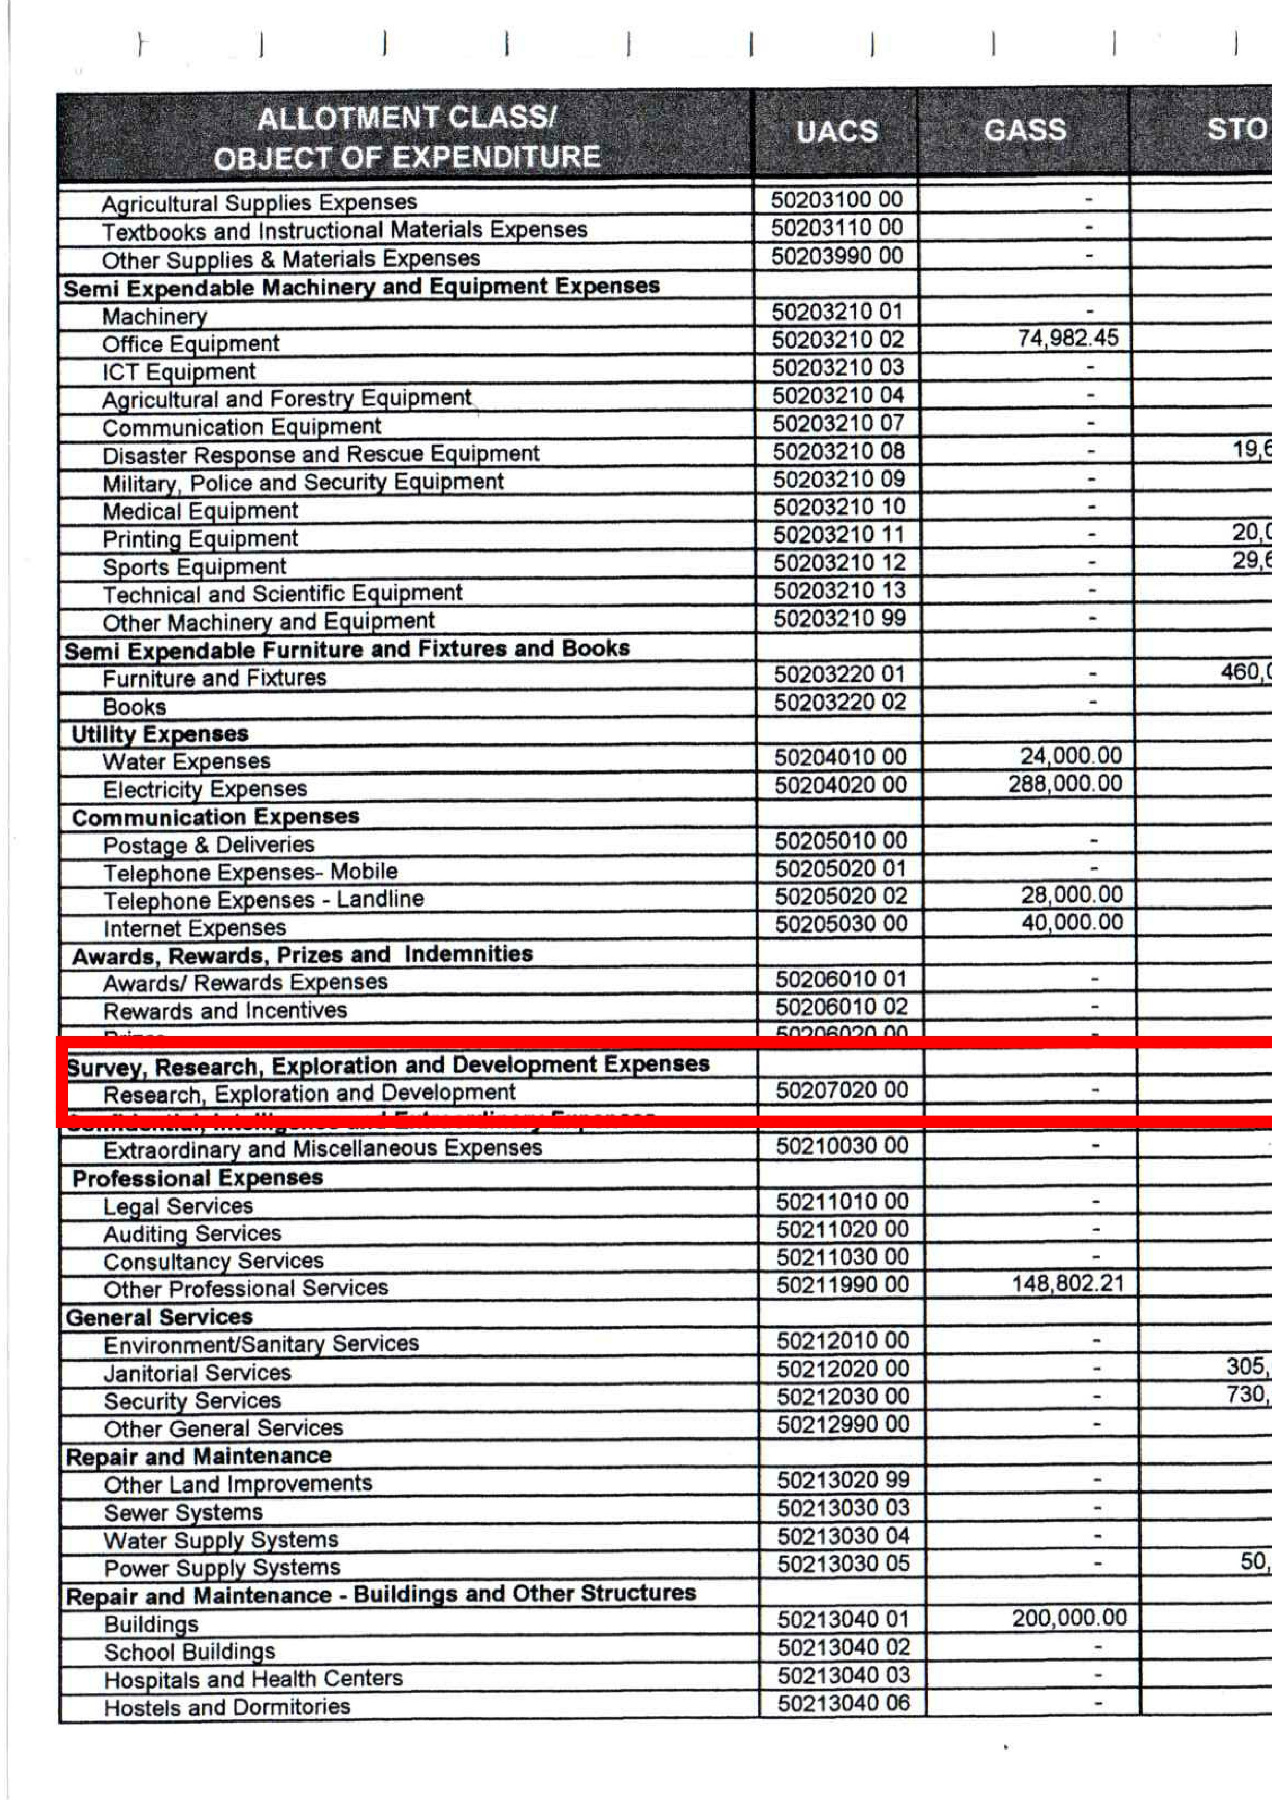 ALLOTMENT CLASS/ OBJECT OF EXPENDITURE UACS GASS STO
Agricultural Supplies Expenses 50203100 00 -
Textbooks and Instructional Materials Expenses 50203110 00 -
Other Supplies & Materials Expenses 50203990 00 -
Semi Expendable Machinery and Equipment Expenses
Machinery 50203210 01 -
Office Equipment 50203210 02 74,982.45
ICT Equipment 50203210 03 -
Agricultural and Forestry Equipment 50203210 04 -
Communication Equipment 50203210 07 -
Disaster Response and Rescue Equipment 50203210 08 - 19,6
Military, Police and Security Equipment 50203210 09 -
Medical Equipment 50203210 10 -
Printing Equipment 50203210 11 - 20,0
Sports Equipment 50203210 12 - 29,6
Technical and Scientific Equipment 50203210 13 -
Other Machinery and Equipment 50203210 99 -
Semi Expendable Furniture and Fixtures and Books
Furniture and Fixtures 50203220 01 - 460,0
Books 50203220 02 -
Utility Expenses
Water Expenses 50204010 00 24,000.00
Electricity Expenses 50204020 00 288,000.00
Communication Expenses
Postage & Deliveries 50205010 00 -
Telephone Expenses- Mobile 50205020 01 -
Telephone Expenses - Landline 50205020 02 28,000.00
Internet Expenses 50205030 00 40,000.00
Awards, Rewards, Prizes and Indemnities
Awards/ Rewards Expenses 50206010 01 -
Rewards and Incentives 50206010 02 -
Prizes 50206020 00 -
Survey, Research, Exploration and Development Expenses
Research, Exploration and Development 50207020 00 -
Confidential, Intelligence and Extraordinary Expenses
Extraordinary and Miscellaneous Expenses 50210030 00 -
Professional Expenses
Legal Services 50211010 00 -
Auditing Services 50211020 00 -
Consultancy Services 50211030 00 -
Other Professional Services 50211990 00 148,802.21
General Services
Environment/Sanitary Services 50212010 00 -
Janitorial Services 50212020 00 - 305,
Security Services 50212030 00 - 730,
Other General Services 50212990 00 -
Repair and Maintenance
Other Land Improvements 50213020 99 -
Sewer Systems 50213030 03 -
Water Supply Systems 50213030 04 -
Power Supply Systems 50213030 05 - 50,
Repair and Maintenance - Buildings and Other Structures
Buildings 50213040 01 200,000.00
School Buildings 50213040 02 -
Hospitals and Health Centers 50213040 03 -
Hostels and Dormitories 50213040 06 -